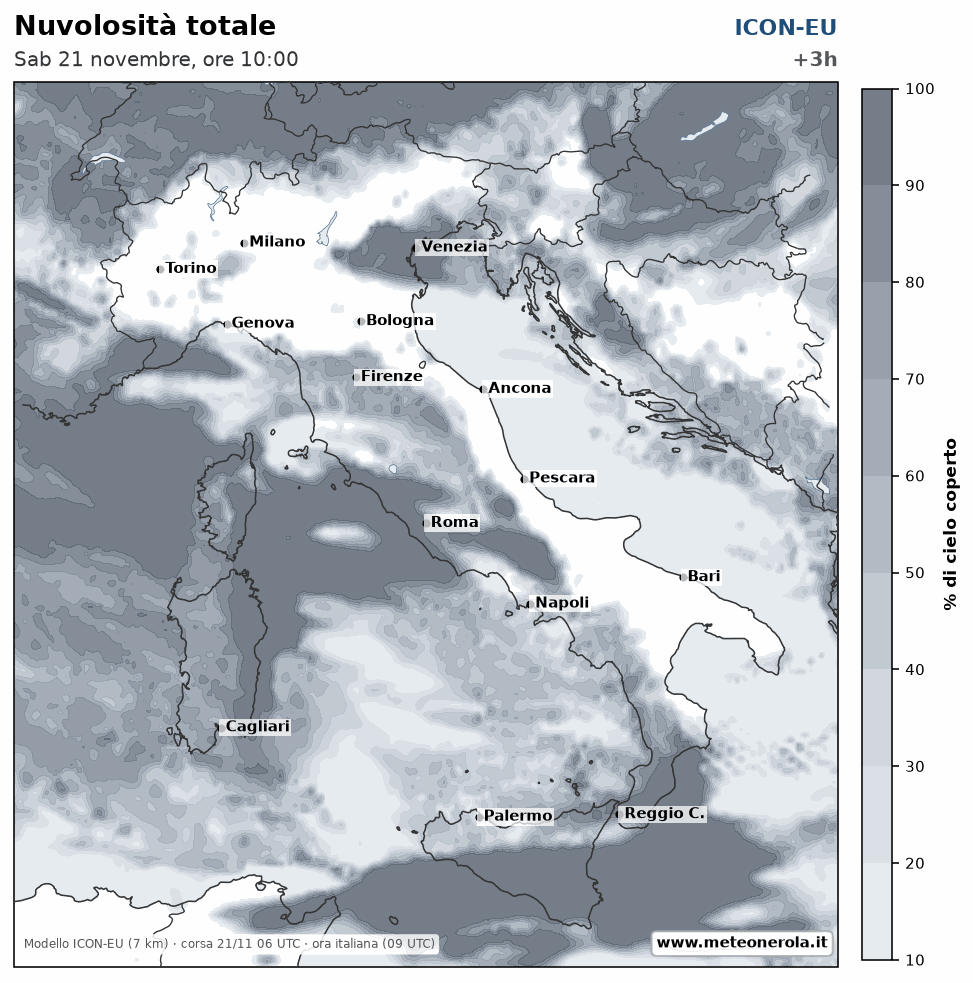 Nuvolosità totale
ICON-EU
Sab 21 novembre, ore 10:00
+3h
100
90
80
70
60
50
40
30
20
10
% di cielo coperto
Milano
Venezia
Torino
Genova
Bologna
Firenze
Ancona
Pescara
Roma
Bari
Napoli
Cagliari
Palermo
Reggio C.
Modello ICON-EU (7 km) · corsa 21/11 06 UTC · ora italiana (09 UTC)
www.meteonerola.it